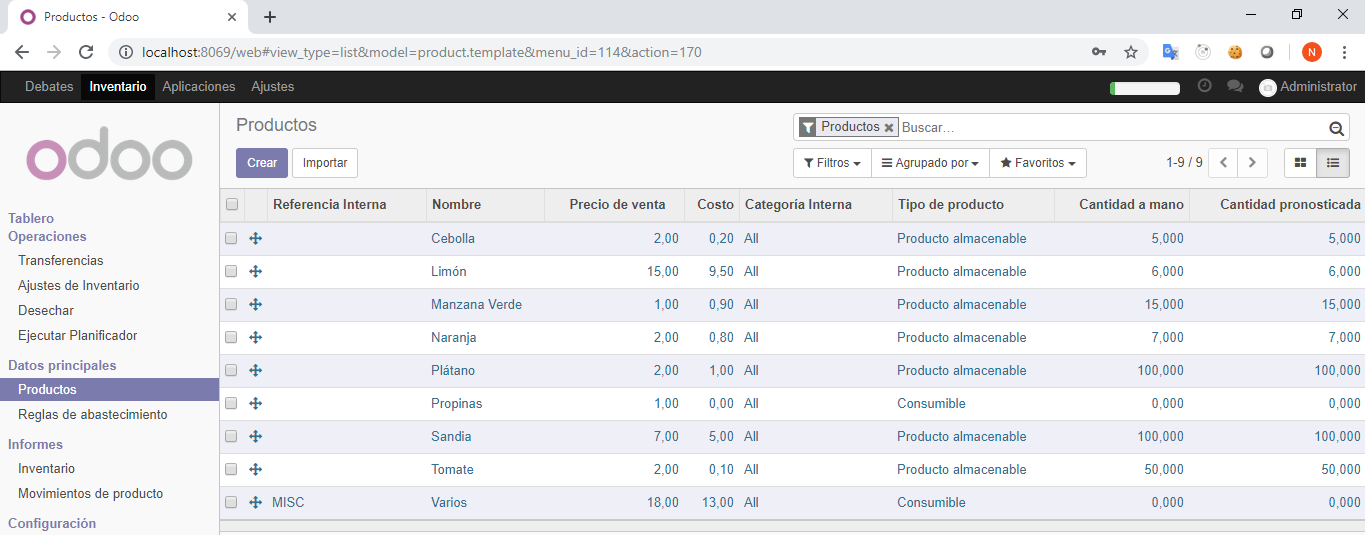 Productos - Odoo
localhost:8069/web#view_type=list&model=product.template&menu_id=114&action=170
N
Debates Inventario Aplicaciones Ajustes Administrator
odoo
Tablero
Operaciones
Transferencias
Ajustes de Inventario
Desechar
Ejecutar Planificador
Datos principales
Productos
Reglas de abastecimiento
Informes
Inventario
Movimientos de producto
Configuración
Productos
Productos Buscar...
Crear Importar
Filtros Agrupado por Favoritos 1-9 / 9
Referencia Interna Nombre Precio de venta Costo Categoría Interna Tipo de producto Cantidad a mano Cantidad pronosticada
Cebolla 2,00 0,20 All Producto almacenable 5,000 5,000
Limón 15,00 9,50 All Producto almacenable 6,000 6,000
Manzana Verde 1,00 0,90 All Producto almacenable 15,000 15,000
Naranja 2,00 0,80 All Producto almacenable 7,000 7,000
Plátano 2,00 1,00 All Producto almacenable 100,000 100,000
Propinas 1,00 0,00 All Consumible 0,000 0,000
Sandia 7,00 5,00 All Producto almacenable 100,000 100,000
Tomate 2,00 0,10 All Producto almacenable 50,000 50,000
MISC Varios 18,00 13,00 All Consumible 0,000 0,000